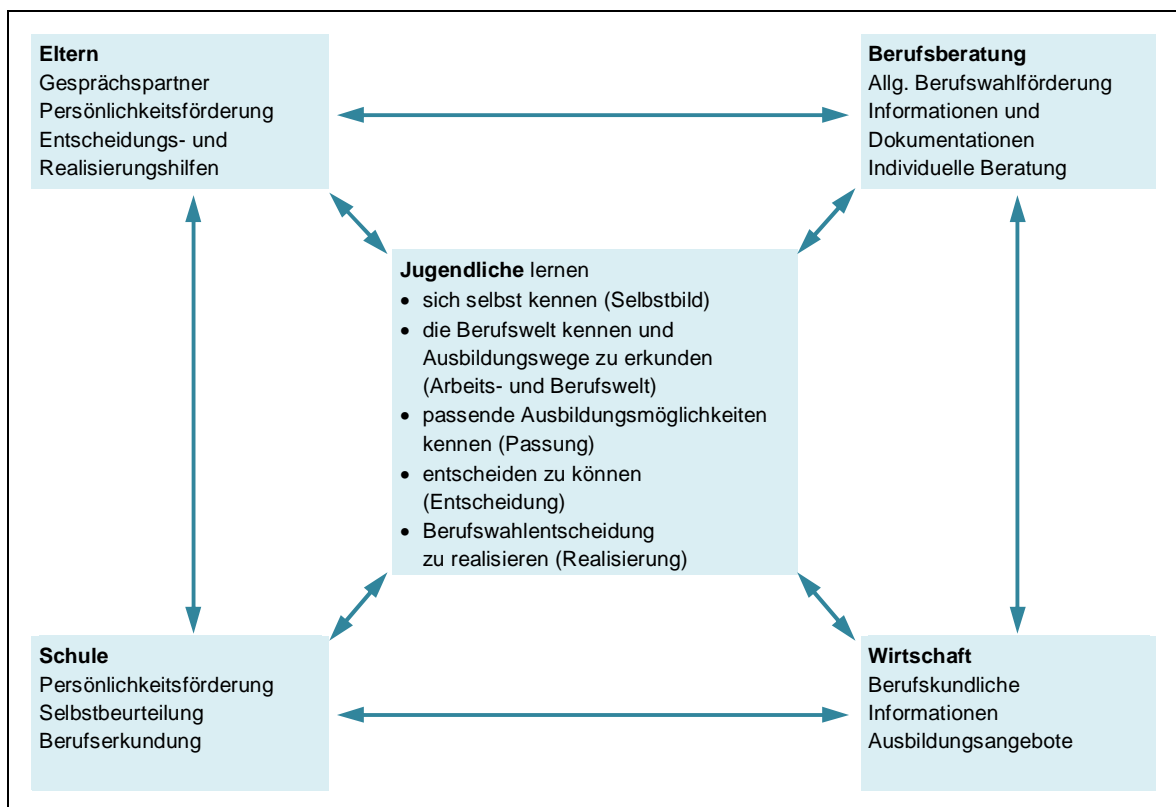 Eltern
Gesprächspartner
Persönlichkeitsförderung
Entscheidungs- und
Realisierungshilfen
Berufsberatung
Allg. Berufswahlförderung
Informationen und
Dokumentationen
Individuelle Beratung
Jugendliche lernen
• sich selbst kennen (Selbstbild)
• die Berufswelt kennen und
Ausbildungswege zu erkunden
(Arbeits- und Berufswelt)
• passende Ausbildungsmöglichkeiten
kennen (Passung)
• entscheiden zu können
(Entscheidung)
• Berufswahlentscheidung
zu realisieren (Realisierung)
Schule
Persönlichkeitsförderung
Selbstbeurteilung
Berufserkundung
Wirtschaft
Berufskundliche
Informationen
Ausbildungsangebote